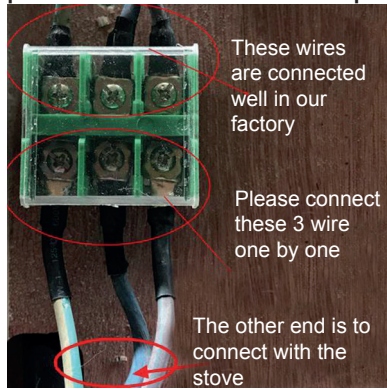 These wires
are connected
well in our
factory
Please connect
these 3 wire
one by one
The other end is to
connect with the
stove